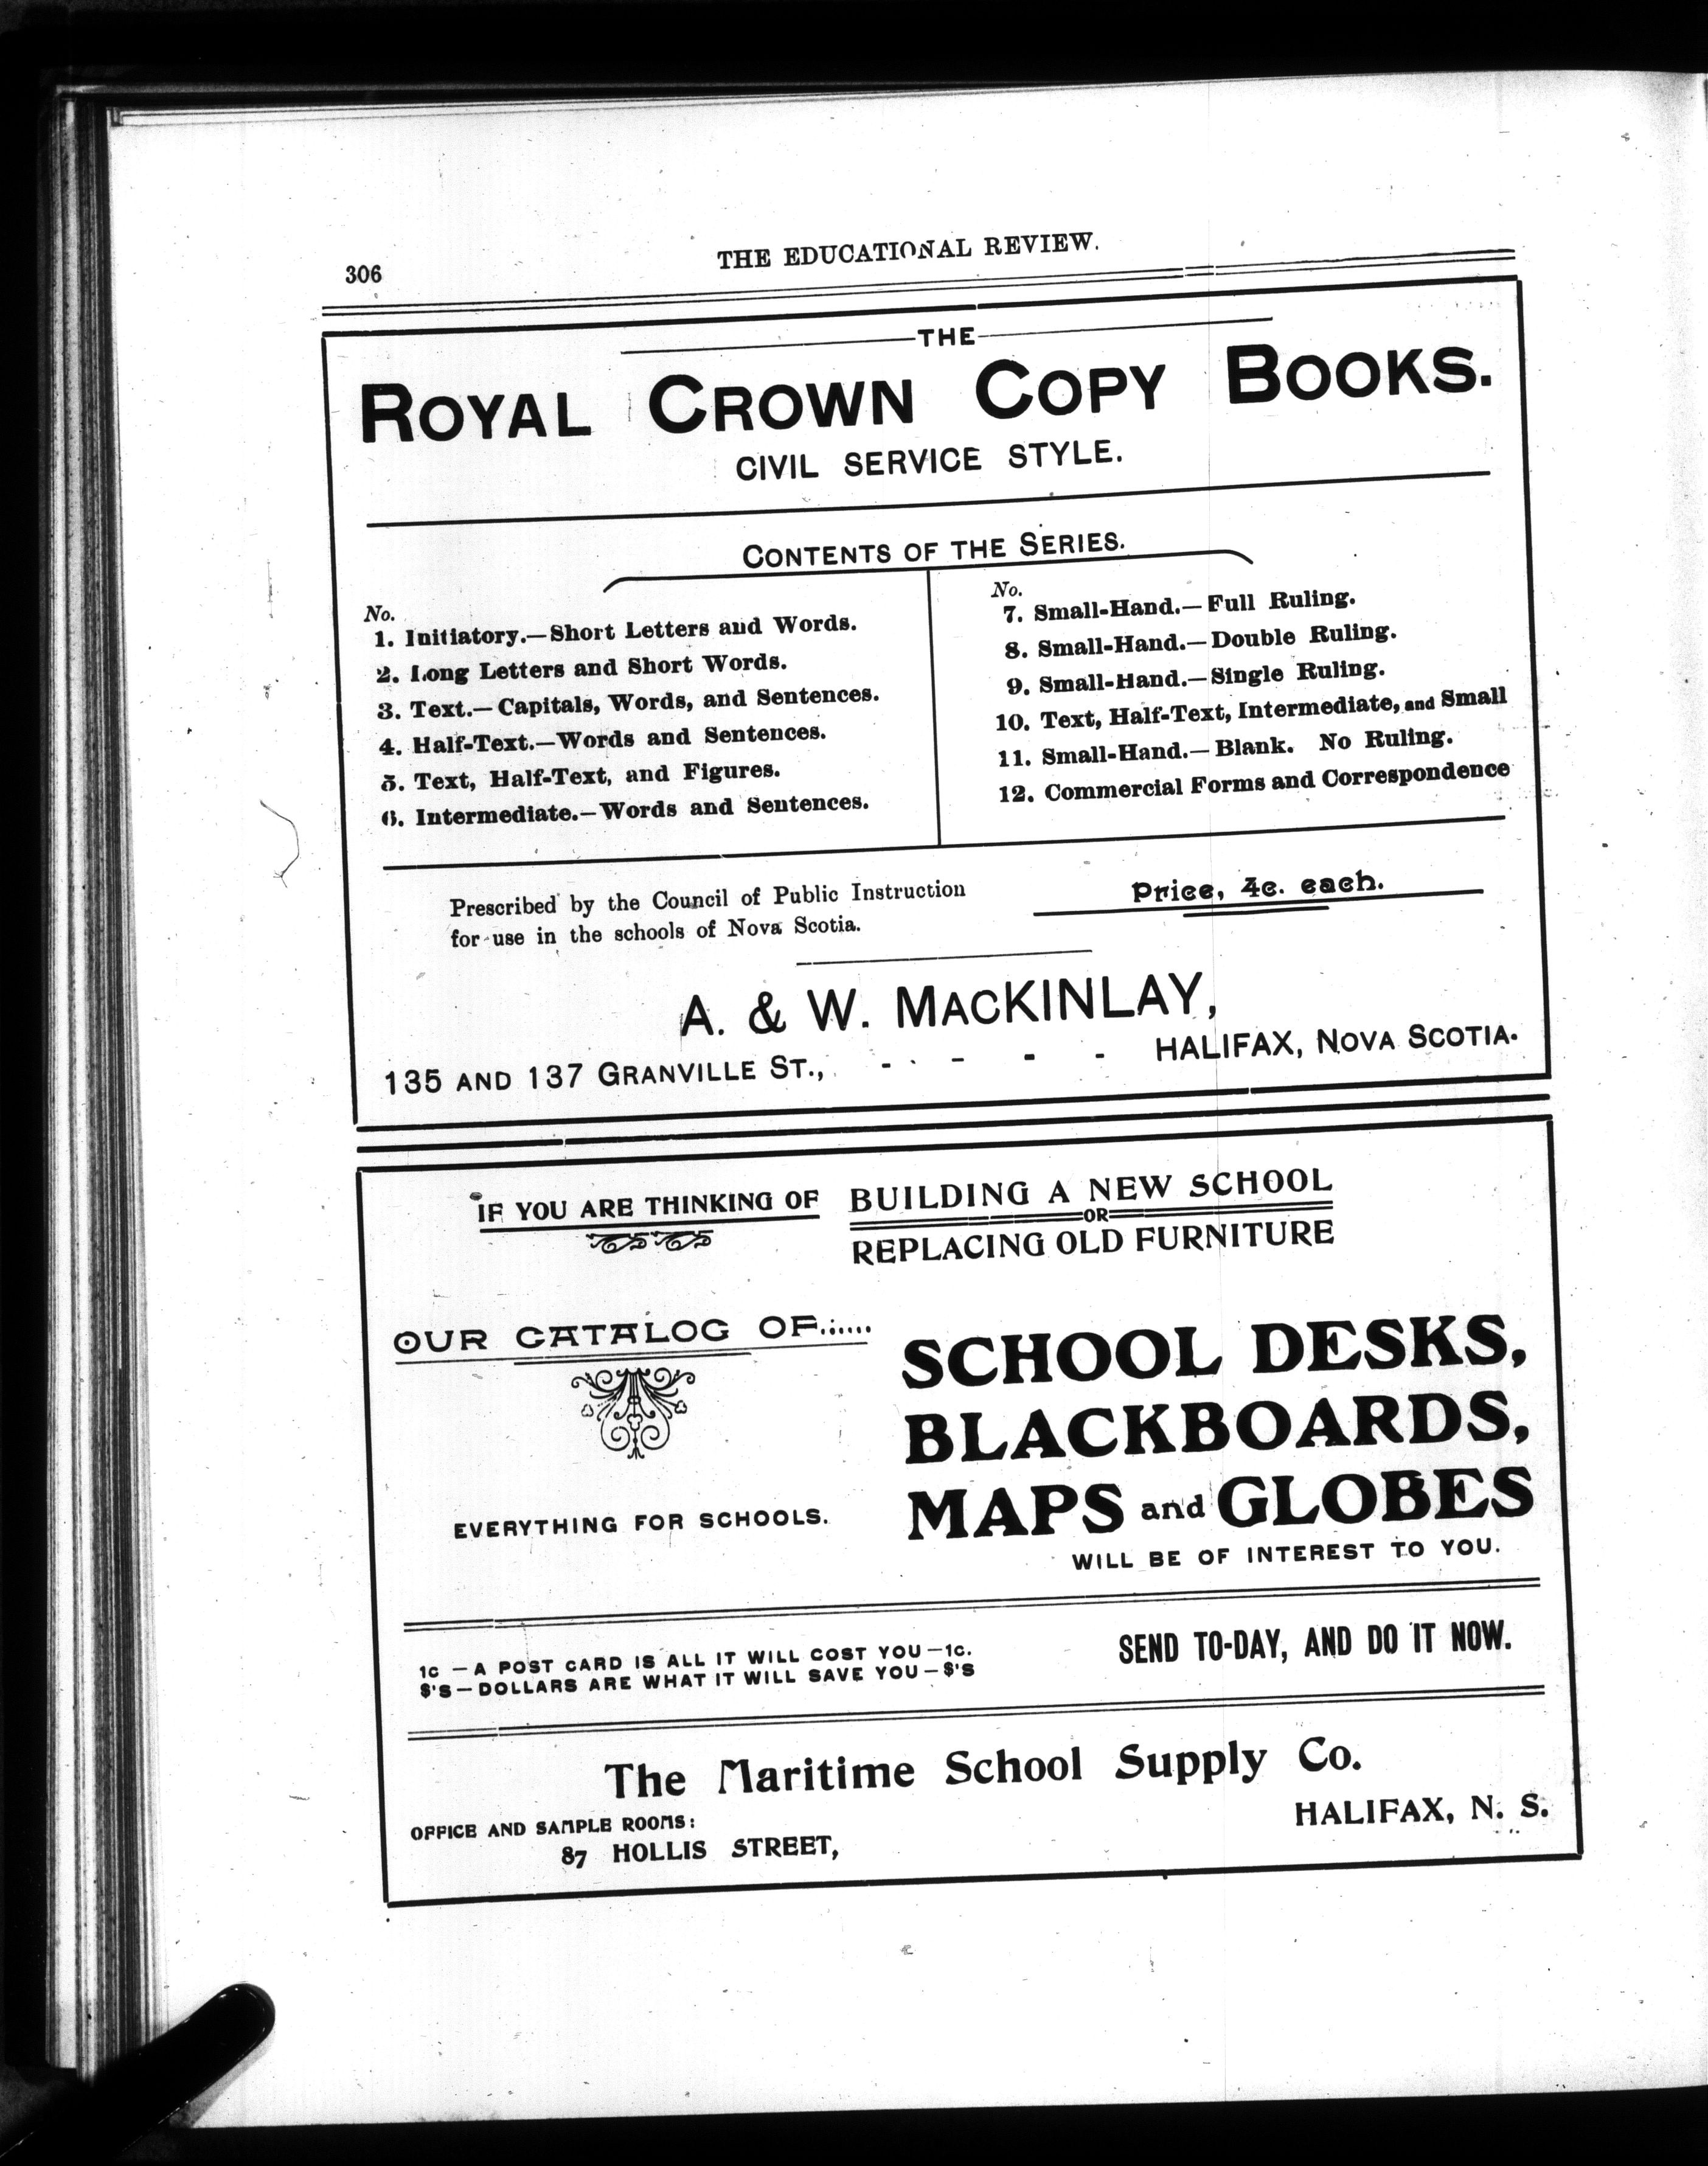 306
THE EDUCATIONAL REVIEW.
THE
ROYAL CROWN COPY BOOKS.
CIVIL SERVICE STYLE.
CONTENTS OF THE SERIES.
No.
1. Initiatory.—Short Letters and Words.
2. Long Letters and Short Words.
3. Text.—Capitals, Words, and Sentences.
4. Half-Text.—Words and Sentences.
5. Text, Half-Text, and Figures.
6. Intermediate.—Words and Sentences.
No.
7. Small-Hand.—Full Ruling.
8. Small-Hand.—Double Ruling.
9. Small-Hand.—Single Ruling.
10. Text, Half-Text, Intermediate, and Small
11. Small-Hand.—Blank. No Ruling.
12. Commercial Forms and Correspondence
Prescribed by the Council of Public Instruction
for use in the schools of Nova Scotia.
Price, 4c. each.
A. & W. MACKINLAY,
135 AND 137 GRANVILLE ST., - - - - HALIFAX, NOVA SCOTIA.
IF YOU ARE THINKING OF
BUILDING A NEW SCHOOL
OR
REPLACING OLD FURNITURE
OUR CATALOG OF......
SCHOOL DESKS,
BLACKBOARDS,
MAPS and GLOBES
EVERYTHING FOR SCHOOLS.
WILL BE OF INTEREST TO YOU.
1C —A POST CARD IS ALL IT WILL COST YOU—1C.
$'S—DOLLARS ARE WHAT IT WILL SAVE YOU—$'S
SEND TO-DAY, AND DO IT NOW.
The Maritime School Supply Co.
OFFICE AND SAMPLE ROOMS:
87 HOLLIS STREET,
HALIFAX, N. S.